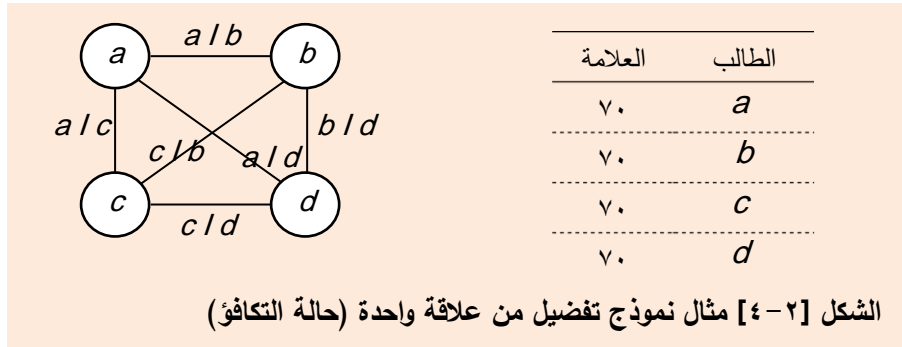 a I b
a
b
a I c
b I d
c I b
a I d
c
d
c I d
الطالب العلامة
a ٧٠
b ٧٠
c ٧٠
d ٧٠
الشكل [٢-٤] مثال نموذج تفضيل من علاقة واحدة (حالة التكافؤ)